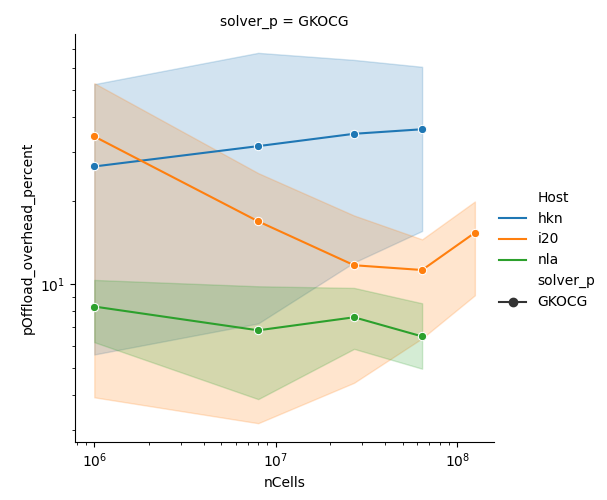 solver_p = GKOCG
pOffload_overhead_percent
10¹
10⁶
10⁷
10⁸
nCells
Host
hkn
i20
nla
solver_p
GKOCG